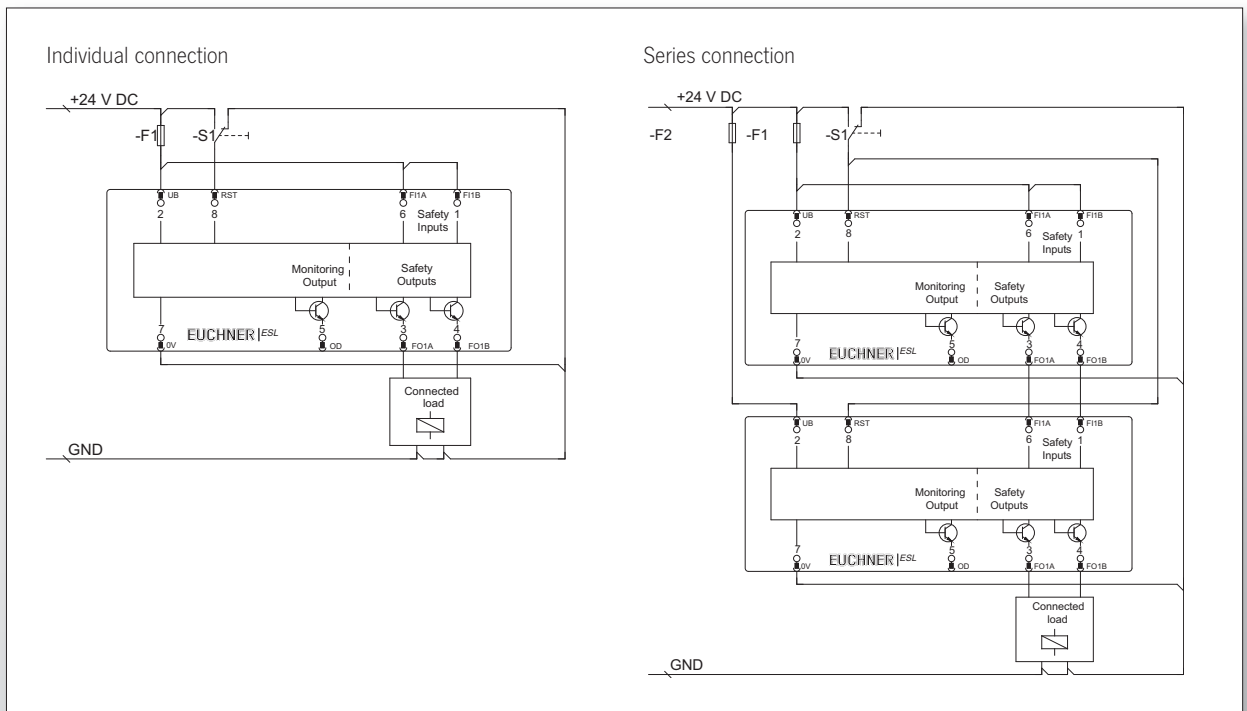 Individual connection
+24 V DC
-F1
-S1
UB
RST
FI1A
FI1B
2
8
6
Safety
Inputs
1
Monitoring
Output
Safety
Outputs
7
0V
EUCHNER ESL
5
OD
3
FO1A
4
FO1B
Connected
load
GND
Series connection
+24 V DC
-F2
-F1
-S1
UB
RST
FI1A
FI1B
2
8
6
Safety
Inputs
1
Monitoring
Output
Safety
Outputs
7
0V
EUCHNER ESL
5
OD
3
FO1A
4
FO1B
UB
RST
FI1A
FI1B
2
8
6
Safety
Inputs
1
Monitoring
Output
Safety
Outputs
7
0V
EUCHNER ESL
5
OD
3
FO1A
4
FO1B
Connected
load
GND